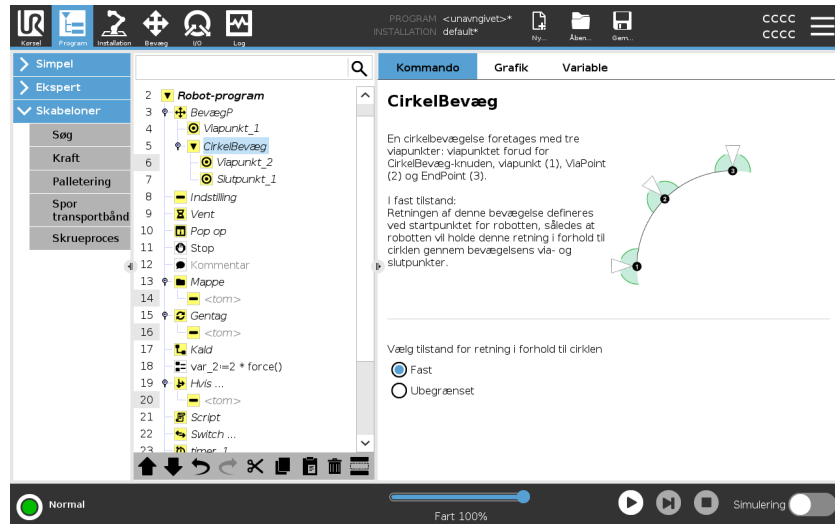 UR
Kørsel
Program
Installation
Bevæg
I/O
Log
PROGRAM <unavngivet>*
INSTALLATION default*
Ny...
Åben...
Gem...
CCCC
CCCC
Simpel
Ekspert
Skabeloner
Søg
Kraft
Palletering
Spor
transportbånd
Skrueproces
2 Robot-program
3 BevægP
4 Viapunkt_1
5 CirkelBevæg
6 Viapunkt_2
7 Slutpunkt_1
8 Indstilling
9 Vent
10 Pop op
11 Stop
12 Kommentar
13 Mappe
14 <tom>
15 Gentag
16 <tom>
17 Kald
18 var_2:=2 * force()
19 Hvis ...
20 <tom>
21 Script
22 Switch ...
23 timer_1
Kommando Grafik Variable
CirkelBevæg
En cirkelbevægelse foretages med tre
viapunkter: viapunktet forud for
CirkelBevæg-knuden, viapunkt (1), ViaPoint
(2) og EndPoint (3).
I fast tilstand:
Retningen af denne bevægelse defineres
ved startpunktet for robotten, således at
robotten vil holde denne retning i forhold til
cirklen gennem bevægelsens via- og
slutpunkter.
3
2
1
Vælg tilstand for retning i forhold til cirklen
Fast
Ubegrænset
Normal
Fart 100%
Simulering